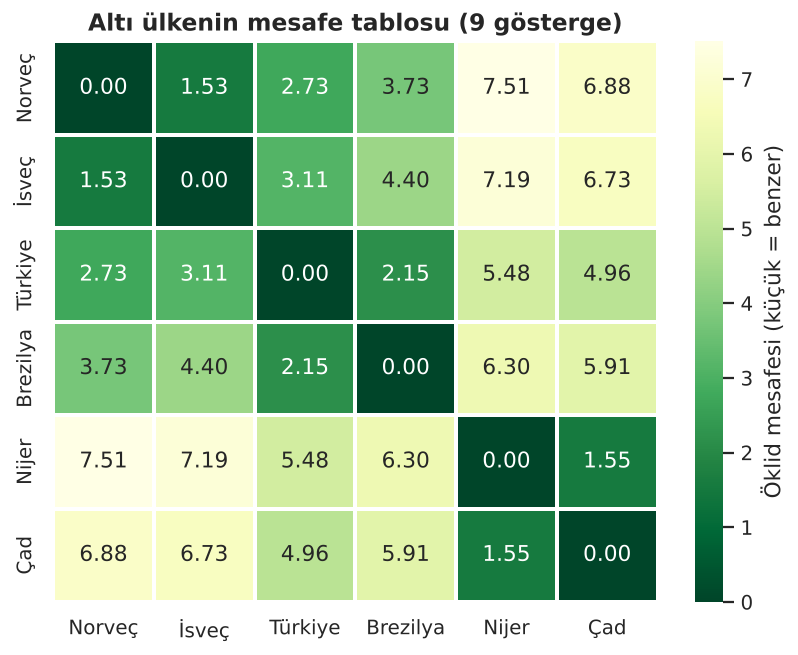 Altı ülkenin mesafe tablosu (9 gösterge)
Norveç 0.00 1.53 2.73 3.73 7.51 6.88
İsveç 1.53 0.00 3.11 4.40 7.19 6.73
Türkiye 2.73 3.11 0.00 2.15 5.48 4.96
Brezilya 3.73 4.40 2.15 0.00 6.30 5.91
Nijer 7.51 7.19 5.48 6.30 0.00 1.55
Çad 6.88 6.73 4.96 5.91 1.55 0.00
Norveç İsveç Türkiye Brezilya Nijer Çad
7
6
5
4
3
2
1
0
Öklid mesafesi (küçük = benzer)